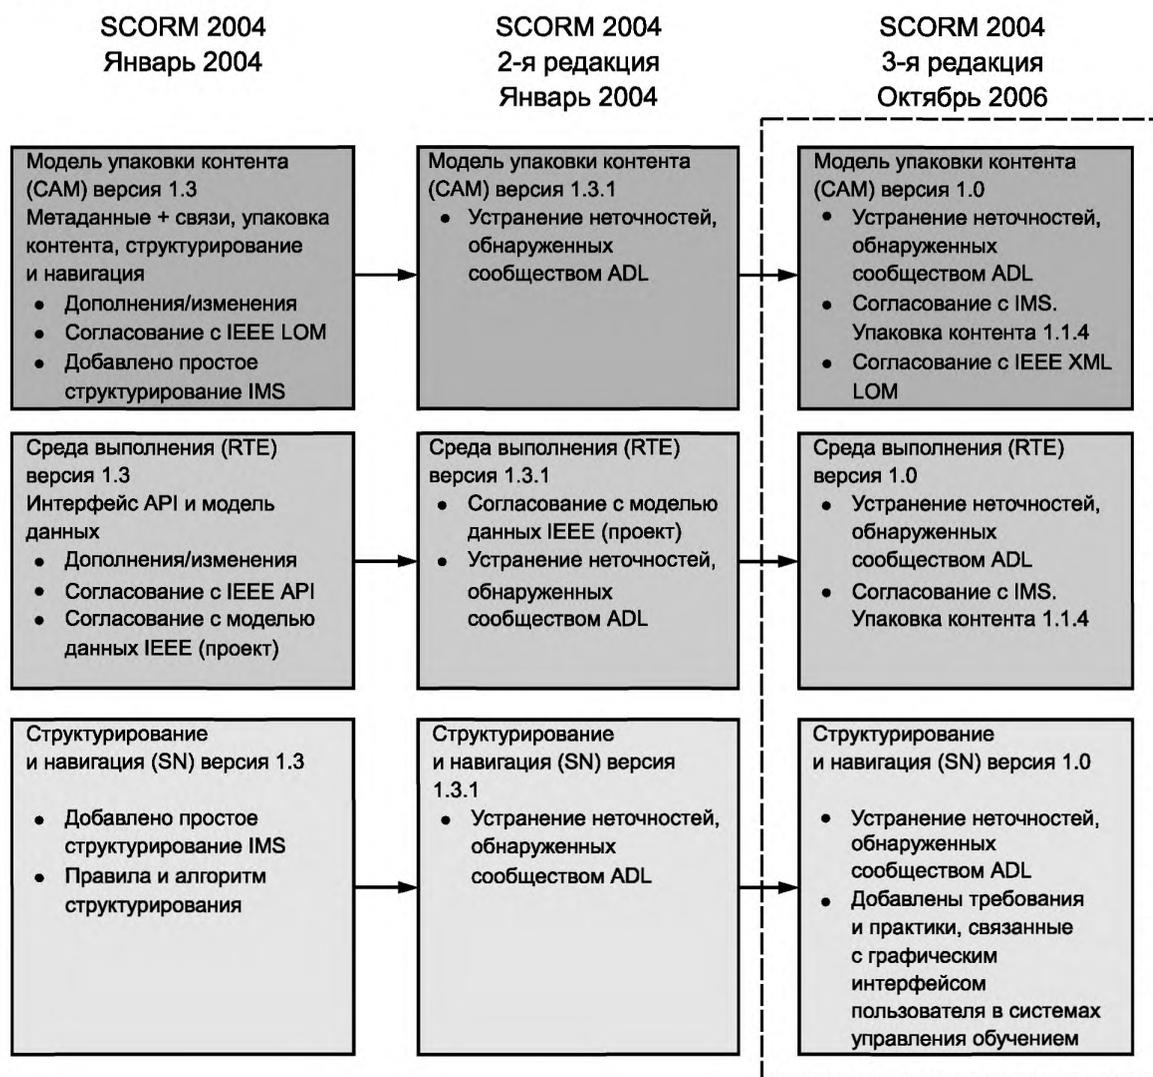 SCORM 2004
Январь 2004
SCORM 2004
2-я редакция
Январь 2004
SCORM 2004
3-я редакция
Октябрь 2006
Модель упаковки контента
(CAM) версия 1.3
Метаданные + связи, упаковка
контента, структурирование
и навигация
• Дополнения/изменения
• Согласование с IEEE LOM
• Добавлено простое
структурирование IMS
Модель упаковки контента
(CAM) версия 1.3.1
• Устранение неточностей,
обнаруженных
сообществом ADL
Модель упаковки контента
(CAM) версия 1.0
• Устранение неточностей,
обнаруженных
сообществом ADL
• Согласование с IMS.
Упаковка контента 1.1.4
• Согласование с IEEE XML
LOM
Среда выполнения (RTE)
версия 1.3
Интерфейс API и модель
данных
• Дополнения/изменения
• Согласование с IEEE API
• Согласование с моделью
данных IEEE (проект)
Среда выполнения (RTE)
версия 1.3.1
• Согласование с моделью
данных IEEE (проект)
• Устранение неточностей,
обнаруженных
сообществом ADL
Среда выполнения (RTE)
версия 1.0
• Устранение неточностей,
обнаруженных
сообществом ADL
• Согласование с IMS.
Упаковка контента 1.1.4
Структурирование
и навигация (SN) версия 1.3
• Добавлено простое
структурирование IMS
• Правила и алгоритм
структурирования
Структурирование
и навигация (SN) версия
1.3.1
• Устранение неточностей,
обнаруженных
сообществом ADL
Структурирование
и навигация (SN) версия 1.0
• Устранение неточностей,
обнаруженных
сообществом ADL
• Добавлены требования
и практики, связанные
с графическим
интерфейсом
пользователя в системах
управления обучением